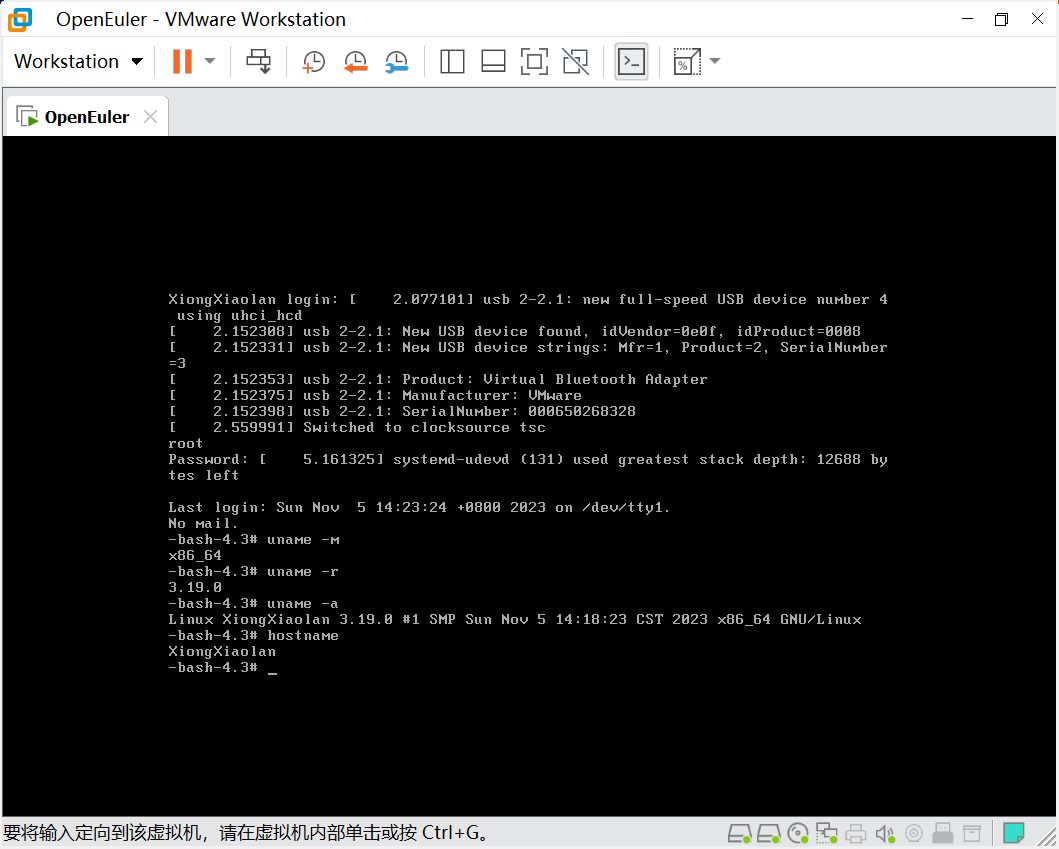 OpenEuler - VMware Workstation
Workstation
OpenEuler
XiongXiaolan login: [    2.077101] usb 2-2.1: new full-speed USB device number 4
 using uhci_hcd
[    2.152308] usb 2-2.1: New USB device found, idVendor=0e0f, idProduct=0008
[    2.152331] usb 2-2.1: New USB device strings: Mfr=1, Product=2, SerialNumber
=3
[    2.152353] usb 2-2.1: Product: Virtual Bluetooth Adapter
[    2.152375] usb 2-2.1: Manufacturer: VMware
[    2.152398] usb 2-2.1: SerialNumber: 000650268328
[    2.559991] Switched to clocksource tsc
root
Password: [    5.161325] systemd-udevd (131) used greatest stack depth: 12688 by
tes left
Last login: Sun Nov  5 14:23:24 +0800 2023 on /dev/tty1.
No mail.
-bash-4.3# uname -m
x86_64
-bash-4.3# uname -r
3.19.0
-bash-4.3# uname -a
Linux XiongXiaolan 3.19.0 #1 SMP Sun Nov 5 14:18:23 CST 2023 x86_64 GNU/Linux
-bash-4.3# hostname
XiongXiaolan
-bash-4.3# _
要将输入定向到该虚拟机，请在虚拟机内部单击或按 Ctrl+G。